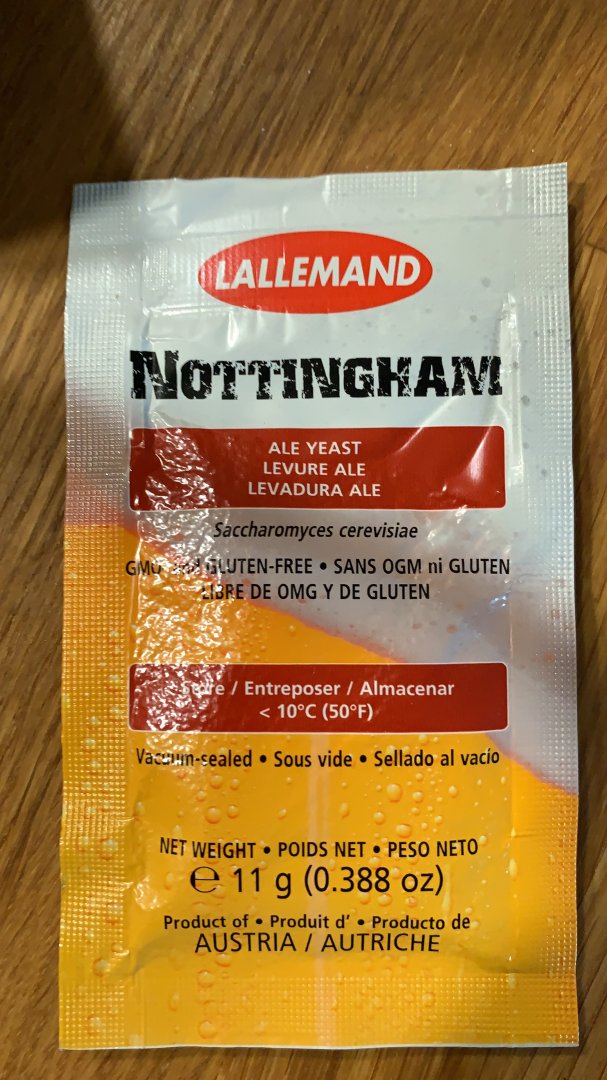 LALLEMAND
NOTTINGHAM
ALE YEAST
LEVURE ALE
LEVADURA ALE
Saccharomyces cerevisiae
GMO and GLUTEN-FREE • SANS OGM ni GLUTEN
LIBRE DE OMG Y DE GLUTEN
Store / Entreposer / Almacenar
< 10°C (50°F)
Vacuum-sealed • Sous vide • Sellado al vacío
NET WEIGHT • POIDS NET • PESO NETO
℮ 11 g (0.388 oz)
Product of • Produit d' • Producto de
AUSTRIA / AUTRICHE